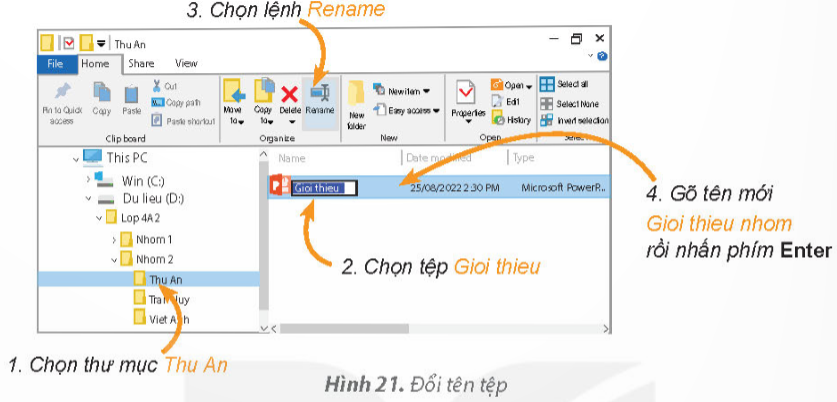 3. Chọn lệnh Rename
Thu An
File Home Share View
Pin to Quick access
Copy
Paste
Cut
Copy path
Paste shortcut
Clipboard
Move to
Copy to
Delete
Rename
Organize
New folder
New item
Easy access
New
Properties
Open
Edit
History
Open
Select all
Select None
Invert selection
Select
This PC
Win (C:)
Du lieu (D:)
Lop 4A2
Nhom 1
Nhom 2
Thu An
Tran Huy
Viet Anh
Name Date modified Type
Gioi thieu 25/08/2022 2:30 PM Microsoft PowerP...
2. Chọn tệp Gioi thieu
4. Gõ tên mới
Gioi thieu nhom
rồi nhấn phím Enter
1. Chọn thư mục Thu An
Hình 21. Đổi tên tệp